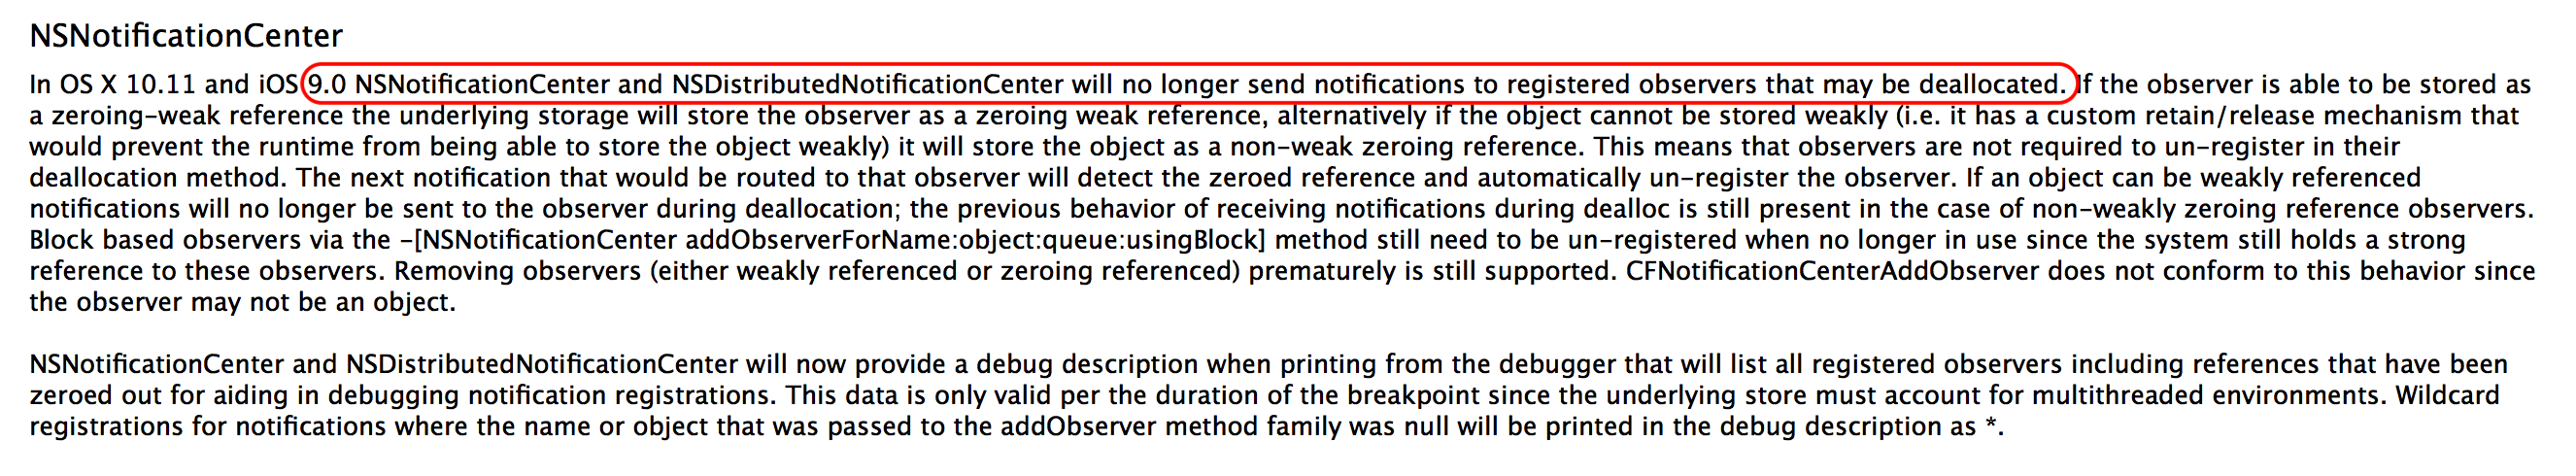 NSNotificationCenter
In OS X 10.11 and iOS 9.0 NSNotificationCenter and NSDistributedNotificationCenter will no longer send notifications to registered observers that may be deallocated. If the observer is able to be stored as
a zeroing-weak reference the underlying storage will store the observer as a zeroing weak reference, alternatively if the object cannot be stored weakly (i.e. it has a custom retain/release mechanism that
would prevent the runtime from being able to store the object weakly) it will store the object as a non-weak zeroing reference. This means that observers are not required to un-register in their
deallocation method. The next notification that would be routed to that observer will detect the zeroed reference and automatically un-register the observer. If an object can be weakly referenced
notifications will no longer be sent to the observer during deallocation; the previous behavior of receiving notifications during dealloc is still present in the case of non-weakly zeroing reference observers.
Block based observers via the -[NSNotificationCenter addObserverForName:object:queue:usingBlock] method still need to be un-registered when no longer in use since the system still holds a strong
reference to these observers. Removing observers (either weakly referenced or zeroing referenced) prematurely is still supported. CFNotificationCenterAddObserver does not conform to this behavior since
the observer may not be an object.
NSNotificationCenter and NSDistributedNotificationCenter will now provide a debug description when printing from the debugger that will list all registered observers including references that have been
zeroed out for aiding in debugging notification registrations. This data is only valid per the duration of the breakpoint since the underlying store must account for multithreaded environments. Wildcard
registrations for notifications where the name or object that was passed to the addObserver method family was null will be printed in the debug description as *.